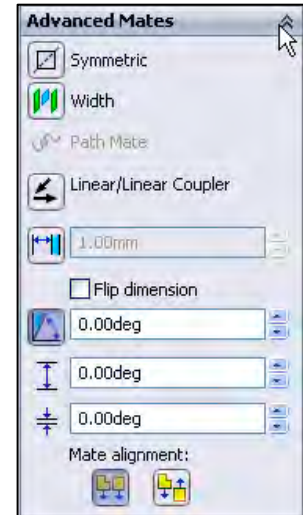 Advanced Mates
Symmetric
Width
Path Mate
Linear/Linear Coupler
1.00mm
Flip dimension
0.00deg
0.00deg
0.00deg
Mate alignment: